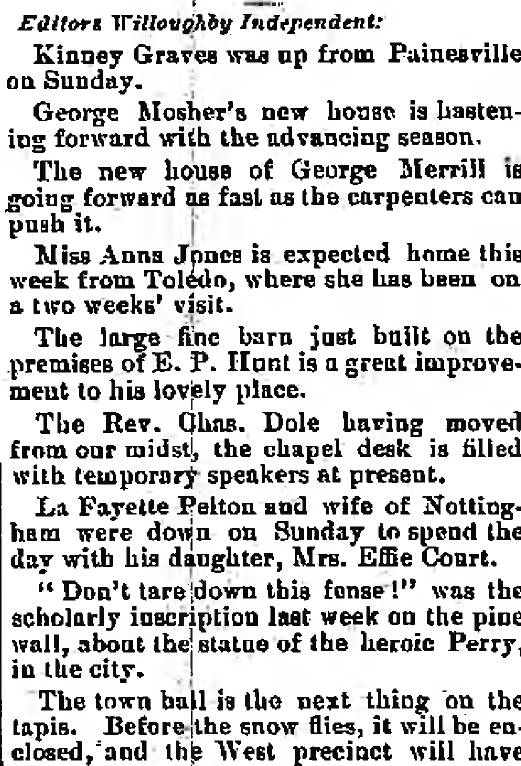 Editors Willoughby Independent:
Kinney Graves was up from Painesville
on Sunday.
George Mosher's new house is hasten-
ing forward with the advancing season.
The new house of George Merrill is
going forward as fast as the carpenters can
push it.
Miss Anna Jones is expected home this
week from Toledo, where she has been on
a two weeks' visit.
The large fine barn just built on the
premises of E. P. Hunt is a great improve-
ment to his lovely place.
The Rev. Chas. Dole having moved
from our midst, the chapel desk is filled
with temporary speakers at present.
La Fayette Pelton and wife of Notting-
ham were down on Sunday to spend the
day with his daughter, Mrs. Effie Court.
"Don't tare down this fense!" was the
scholarly inscription last week on the pine
wall, about the statue of the heroic Perry,
in the city.
The town hall is the next thing on the
tapis. Before the snow flies, it will be en-
closed, and the West precinct will have